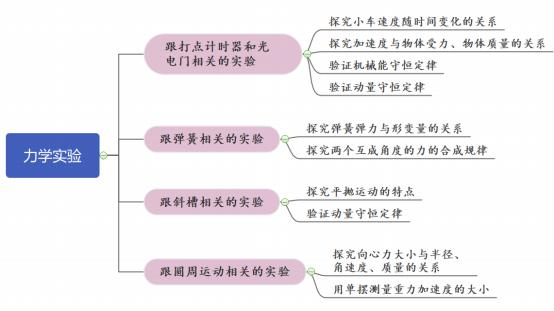 力学实验
跟打点计时器和光
电门相关的实验
探究小车速度随时间变化的关系
探究加速度与物体受力、物体质量的关系
验证机械能守恒定律
验证动量守恒定律
跟弹簧相关的实验
探究弹簧弹力与形变量的关系
探究两个互成角度的力的合成规律
跟斜槽相关的实验
探究平抛运动的特点
验证动量守恒定律
跟圆周运动相关的实验
探究向心力大小与半径、
角速度、质量的关系
用单摆测量重力加速度的大小